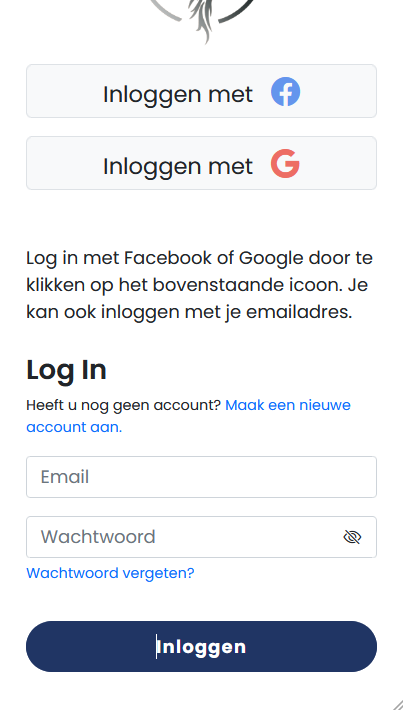 Inloggen met
Inloggen met
Log in met Facebook of Google door te
klikken op het bovenstaande icoon. Je
kan ook inloggen met je emailadres.
Log In
Heeft u nog geen account? Maak een nieuwe
account aan.
Email
Wachtwoord
Wachtwoord vergeten?
Inloggen